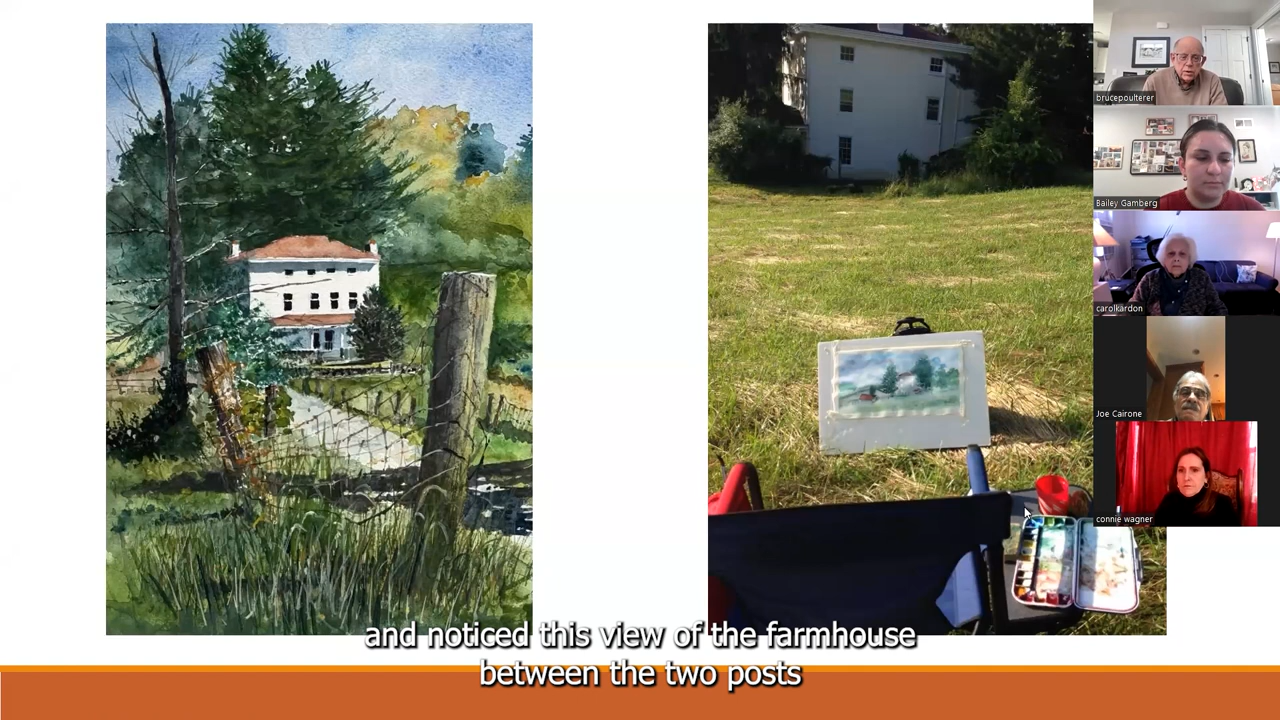 brucepoulterer
Bailey Gamberg
carolkardon
Joe Cairone
connie wagner
and noticed this view of the farmhouse
between the two posts